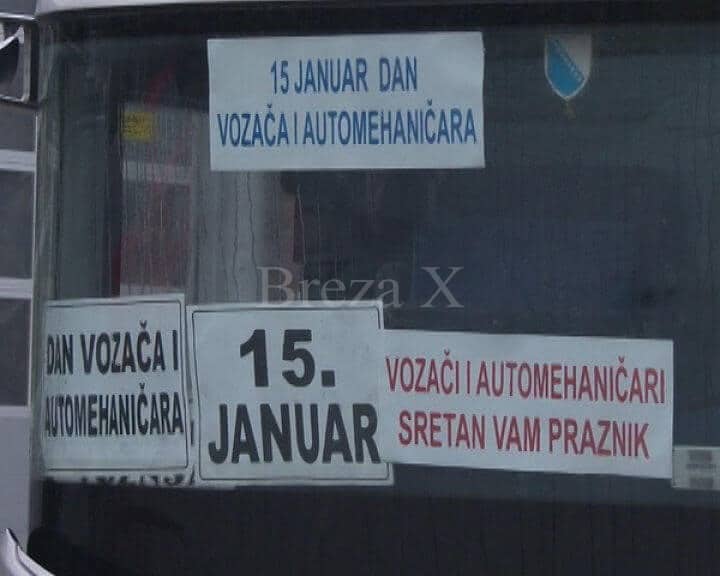 15 JANUAR DAN
VOZAČA I AUTOMEHANIČARA
Breza X
DAN VOZAČA I
AUTOMEHANIČARA
15.
JANUAR
VOZAČI I AUTOMEHANIČARI
SRETAN VAM PRAZNIK